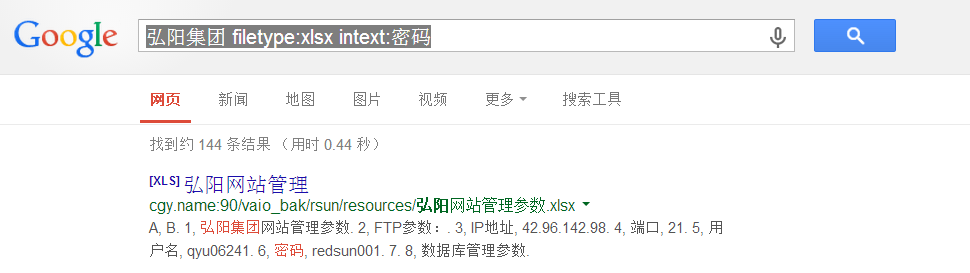 Google 弘阳集团 filetype:xlsx intext:密码
网页 新闻 地图 图片 视频 更多 搜索工具
找到约 144 条结果 （用时 0.44 秒）
[XLS] 弘阳网站管理
cgy.name:90/vaio_bak/rsun/resources/弘阳网站管理参数.xlsx
A, B. 1, 弘阳集团网站管理参数. 2, FTP参数：. 3, IP地址, 42.96.142.98. 4, 端口, 21. 5, 用
户名, qyu06241. 6, 密码, redsun001. 7. 8, 数据库管理参数.